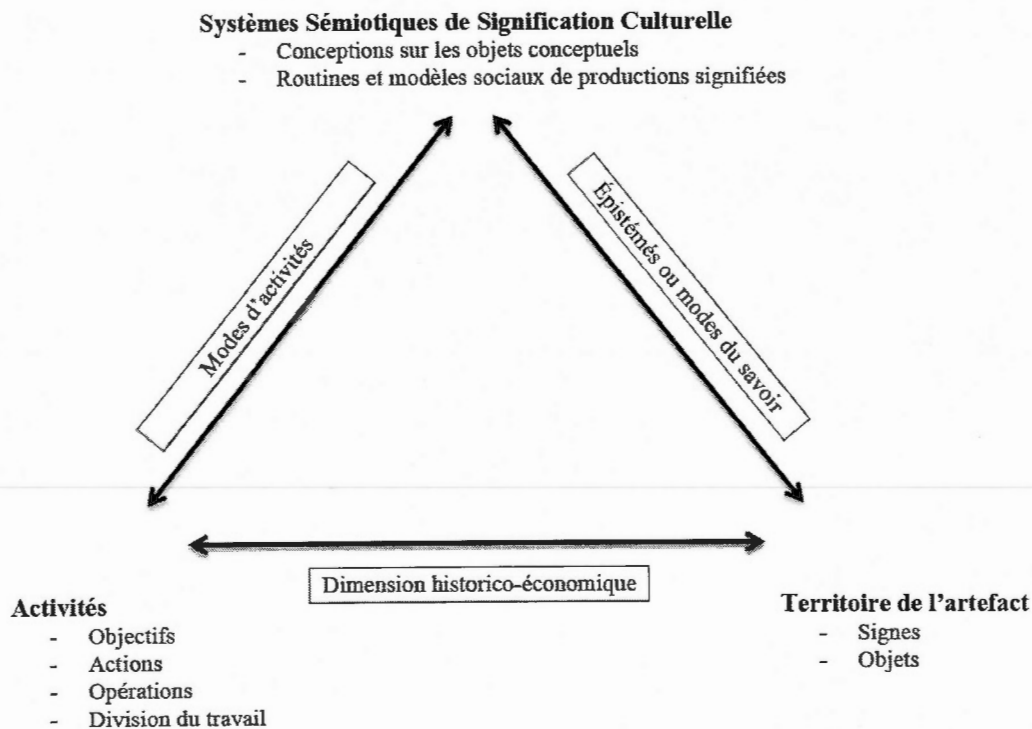 Systèmes Sémiotiques de Signification Culturelle
- Conceptions sur les objets conceptuels
- Routines et modèles sociaux de productions signifiées
Modes d'activités
Épistémés ou modes du savoir
Dimension historico-économique
Activités
- Objectifs
- Actions
- Opérations
- Division du travail
Territoire de l'artefact
- Signes
- Objets